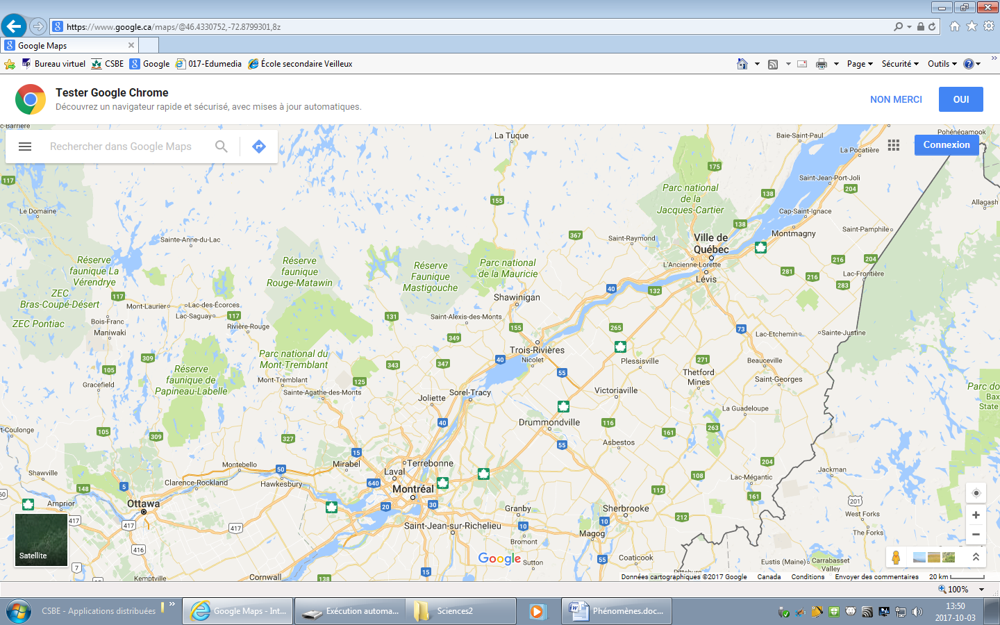 https://www.google.ca/maps/@46.4330752,-72.8799301,8z
Google Maps
Bureau virtuel CSBE Google 017-Edumedia École secondaire Veilleux
Page Sécurité Outils
Tester Google Chrome
Découvrez un navigateur rapide et sécurisé, avec mises à jour automatiques.
NON MERCI OUI
Rechercher dans Google Maps
Connexion
c-Barrière
La Tuque
Baie-Saint-Paul
Pohénégamook
La Pocatière
175
117
Saint-Jean-Port-Joli
204
Parc national
de la
Jacques-Cartier
138
155
Allagash
Le Domaine
Cap-Saint-Ignace
138
Saint-Pamphile
Montmagny
367
Saint-Raymond
Ville de
Québec
Sainte-Anne-du-Lac
Réserve
faunique La
Vérendrye
Réserve
faunique
Rouge-Matawin
Réserve
Faunique
Mastigouche
Parc national
de la Mauricie
L'Ancienne-Lorette
Lévis
216
204
281
216
Lac-Frontière
283
40
132
ZEC
Bras-Coupé-Désert
117
Shawinigan
Mont-Laurier
Lac-des-Écorces
Lac-Saguay
117
131
Saint-Alexis-des-Monts
ZEC Pontiac
Bois-Franc
Maniwaki
Rivière-Rouge
155
265
73
Lac-Etchemin
Sainte-Justine
349
Trois-Rivières
Nicolet
Parc national du
Mont-Tremblant
309
40
343
347
271
Plessisville
Beauceville
105
Réserve
faunique de
Papineau-Labelle
55
Thetford
Mines
Saint-Georges
Gracefield
Mont-Tremblant
125
Sainte-Agathe-des-Monts
Joliette
Sorel-Tracy
Victoriaville
Parc do
Bax
State
La Guadeloupe
40
Drummondville
116
263
161
105
309
t-Coulonge
327
55
Asbestos
15
Mirabel
Terrebonne
204
Shawville
Montebello
50
Laval
Jackman
5
148
Clarence-Rockland
Hawkesbury
640
108
Lac-Mégantic
60
Arnprior
Ottawa
Montréal
112
161
201
20
30
Granby
Sherbrooke
212
West Forks
417
417
417
Saint-Jean-sur-Richelieu
10
10
Magog
The Forks
416
Bromont
Satellite
Google
Sutton
55
Coaticook
Eustis (Maine)
Carrabasset
Valley
7
Kemptville
Cornwall
138
15
Pittsburg
Données cartographiques ©2017 Google Canada Conditions Envoyer des commentaires 20 km
100%
CSBE - Applications distribuées
Google Maps - Int...
Exécution automa...
Sciences2
Phénomènes.doc...
13:50
2017-10-03